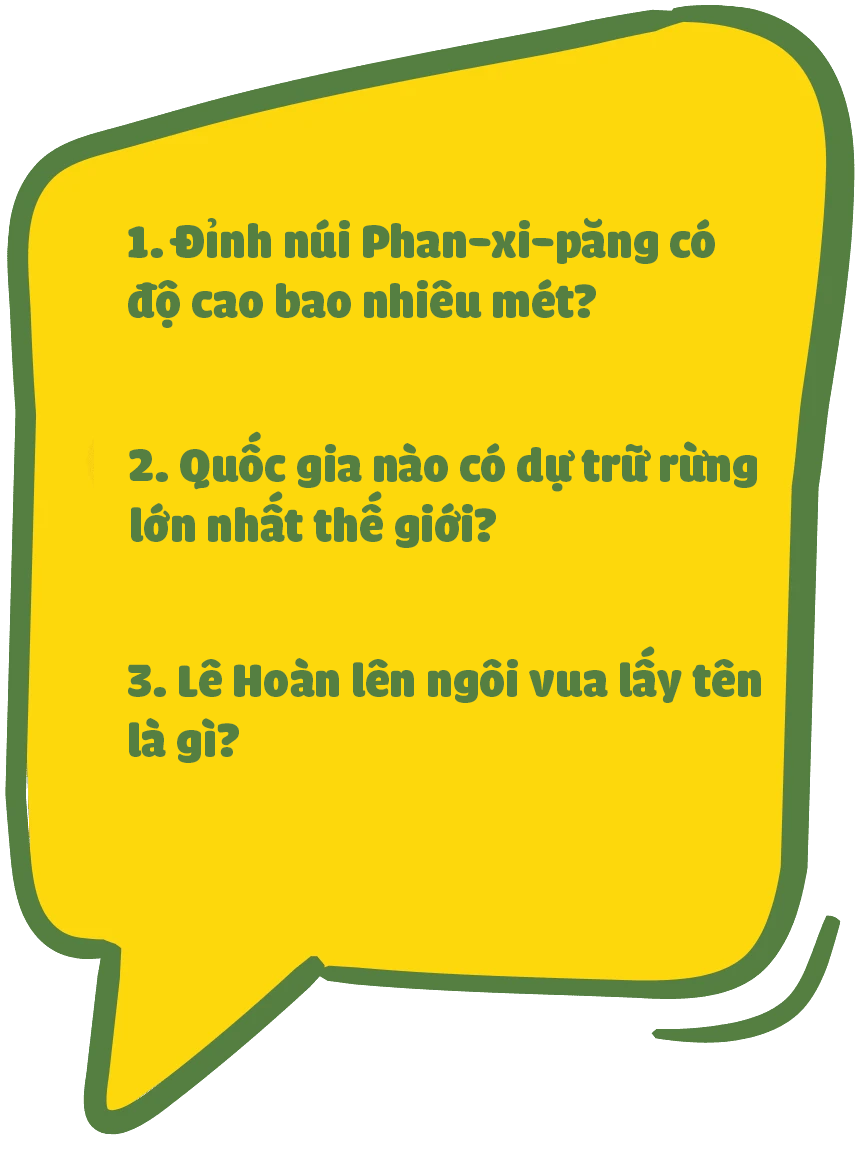 1. Đỉnh núi Phan-xi-păng có
độ cao bao nhiêu mét?
2. Quốc gia nào có dự trữ rừng
lớn nhất thế giới?
3. Lê Hoàn lên ngôi vua lấy tên
là gì?